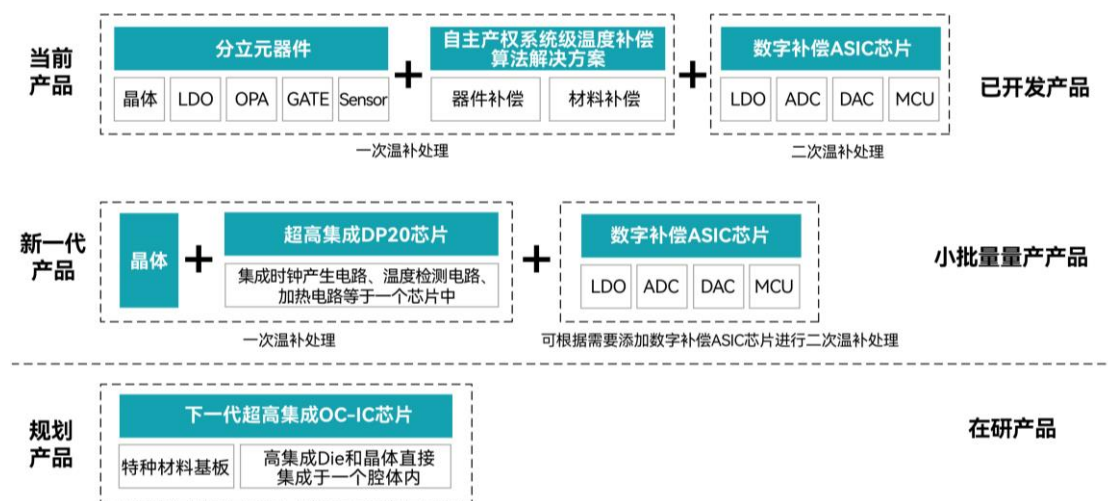 当前
产品
分立元器件
晶体 LDO OPA GATE Sensor
+
自主产权系统级温度补偿
算法解决方案
器件补偿 材料补偿
+
数字补偿ASIC芯片
LDO ADC DAC MCU
已开发产品
一次温补处理
二次温补处理
新一代
产品
晶体
+
超高集成DP20芯片
集成时钟产生电路、温度检测电路、
加热电路等于一个芯片中
+
数字补偿ASIC芯片
LDO ADC DAC MCU
小批量量产产品
一次温补处理
可根据需要添加数字补偿ASIC芯片进行二次温补处理
规划
产品
下一代超高集成OC-IC芯片
特种材料基板
高集成Die和晶体直接
集成于一个腔体内
在研产品